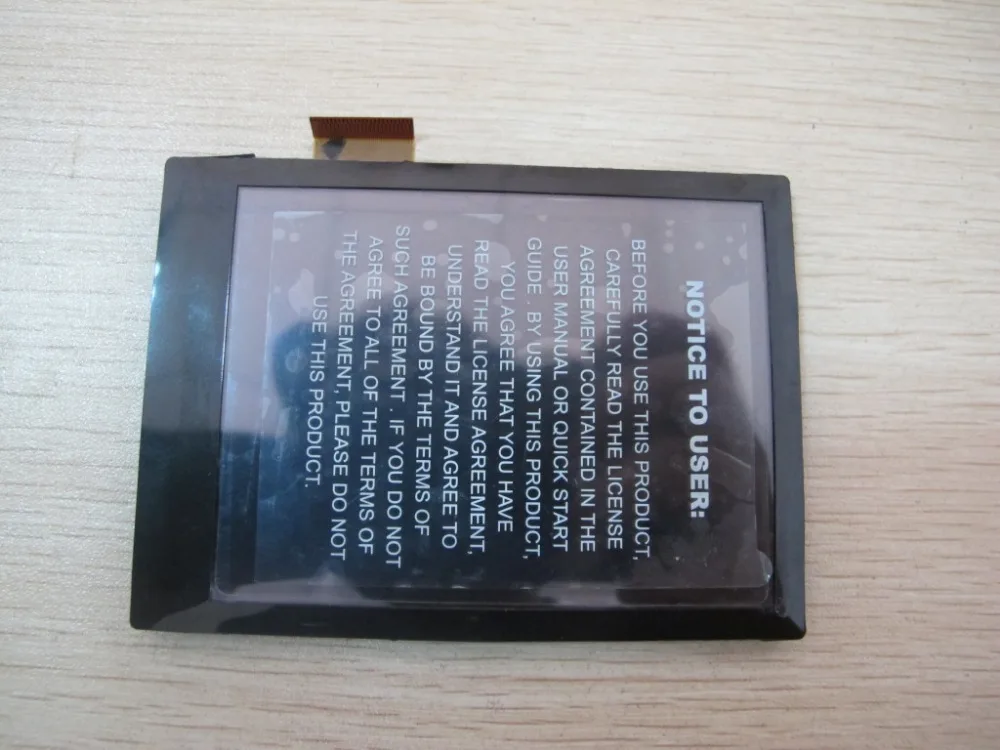 NOTICE TO USER:
BEFORE YOU USE THIS PRODUCT,
CAREFULLY READ THE LICENSE
AGREEMENT CONTAINED IN THE
USER MANUAL OR QUICK START
GUIDE . BY USING THIS PRODUCT,
YOU AGREE THAT YOU HAVE
READ THE LICENSE AGREEMENT,
UNDERSTAND IT AND AGREE TO
BE BOUND BY THE TERMS OF
SUCH AGREEMENT . IF YOU DO NOT
AGREE TO ALL OF THE TERMS OF
THE AGREEMENT, PLEASE DO NOT
USE THIS PRODUCT.